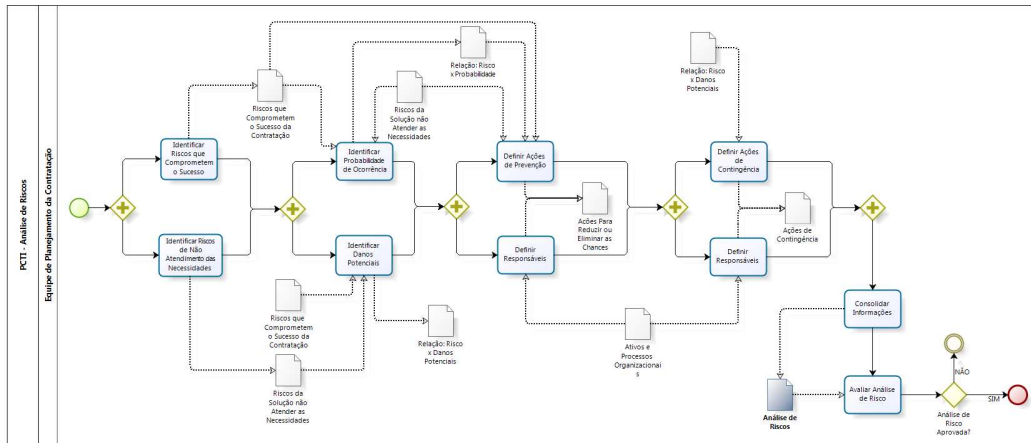 PCTI - Análise de Riscos
Equipe de Planejamento da Contratação
Relação: Risco
x Probabilidade
Riscos que
Comprometem
o Sucesso da
Contratação
Riscos da
Solução não
Atender as
Necessidades
Relação: Risco
x Danos
Potenciais
Identificar
Riscos que
Comprometem
o Sucesso
Identificar
Probabilidade
de Ocorrência
Definir Ações
de Prevenção
Definir Ações
de
Contingência
Ações Para
Reduzir ou
Eliminar as
Chances
Ações de
Contingência
Identificar Riscos
de Não
Atendimento das
Necessidades
Identificar
Danos
Potenciais
Definir
Responsáveis
Definir
Responsáveis
Riscos que
Comprometem
o Sucesso da
Contratação
Relação: Risco
x Danos
Potenciais
Ativos e
Processos
Organizacionai
s
Consolidar
Informações
Riscos da
Solução não
Atender as
Necessidades
Análise de
Riscos
Avaliar Análise
de Risco
NÃO
SIM
Análise de
Risco
Aprovada?